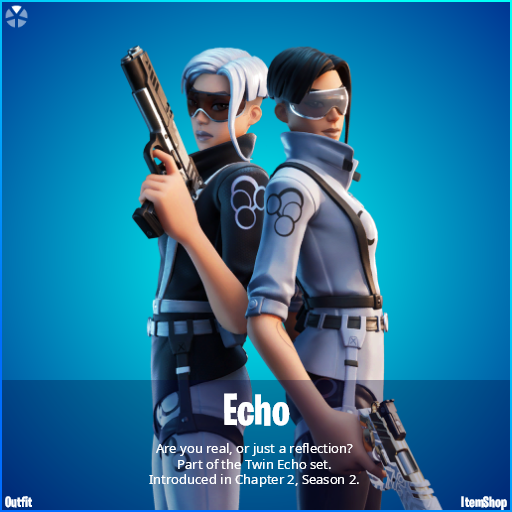 Echo
Are you real, or just a reflection?
Part of the Twin Echo set.
Introduced in Chapter 2, Season 2.
Outfit
ItemShop